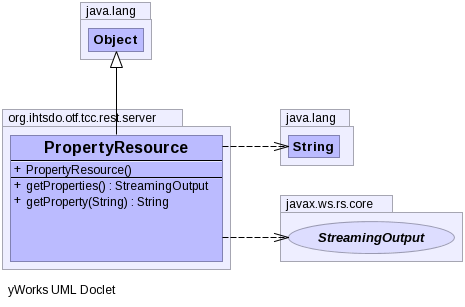 java.lang
Object
org.ihtsdo.otf.tcc.rest.server
PropertyResource
+ PropertyResource()
+ getProperties() : StreamingOutput
+ getProperty(String) : String
java.lang
String
javax.ws.rs.core
StreamingOutput
yWorks UML Doclet